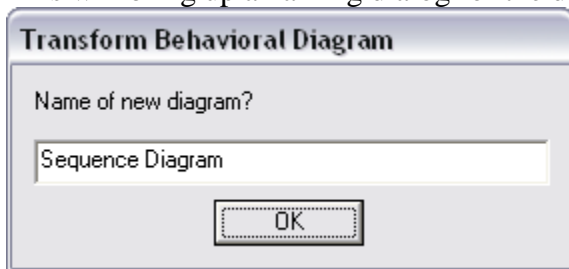 Transform Behavioral Diagram
Name of new diagram?
Sequence Diagram
OK